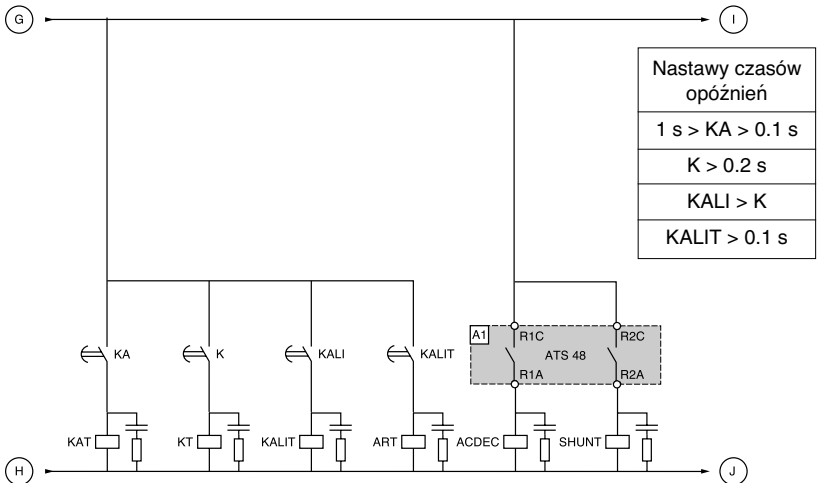 G
I
Nastawy czasów
opóźnień
1 s > KA > 0.1 s
K > 0.2 s
KALI > K
KALIT > 0.1 s
A1
R1C
R2C
KA
K
KALI
KALIT
ATS 48
R1A
R2A
KAT
KT
KALIT
ART
ACDEC
SHUNT
H
J